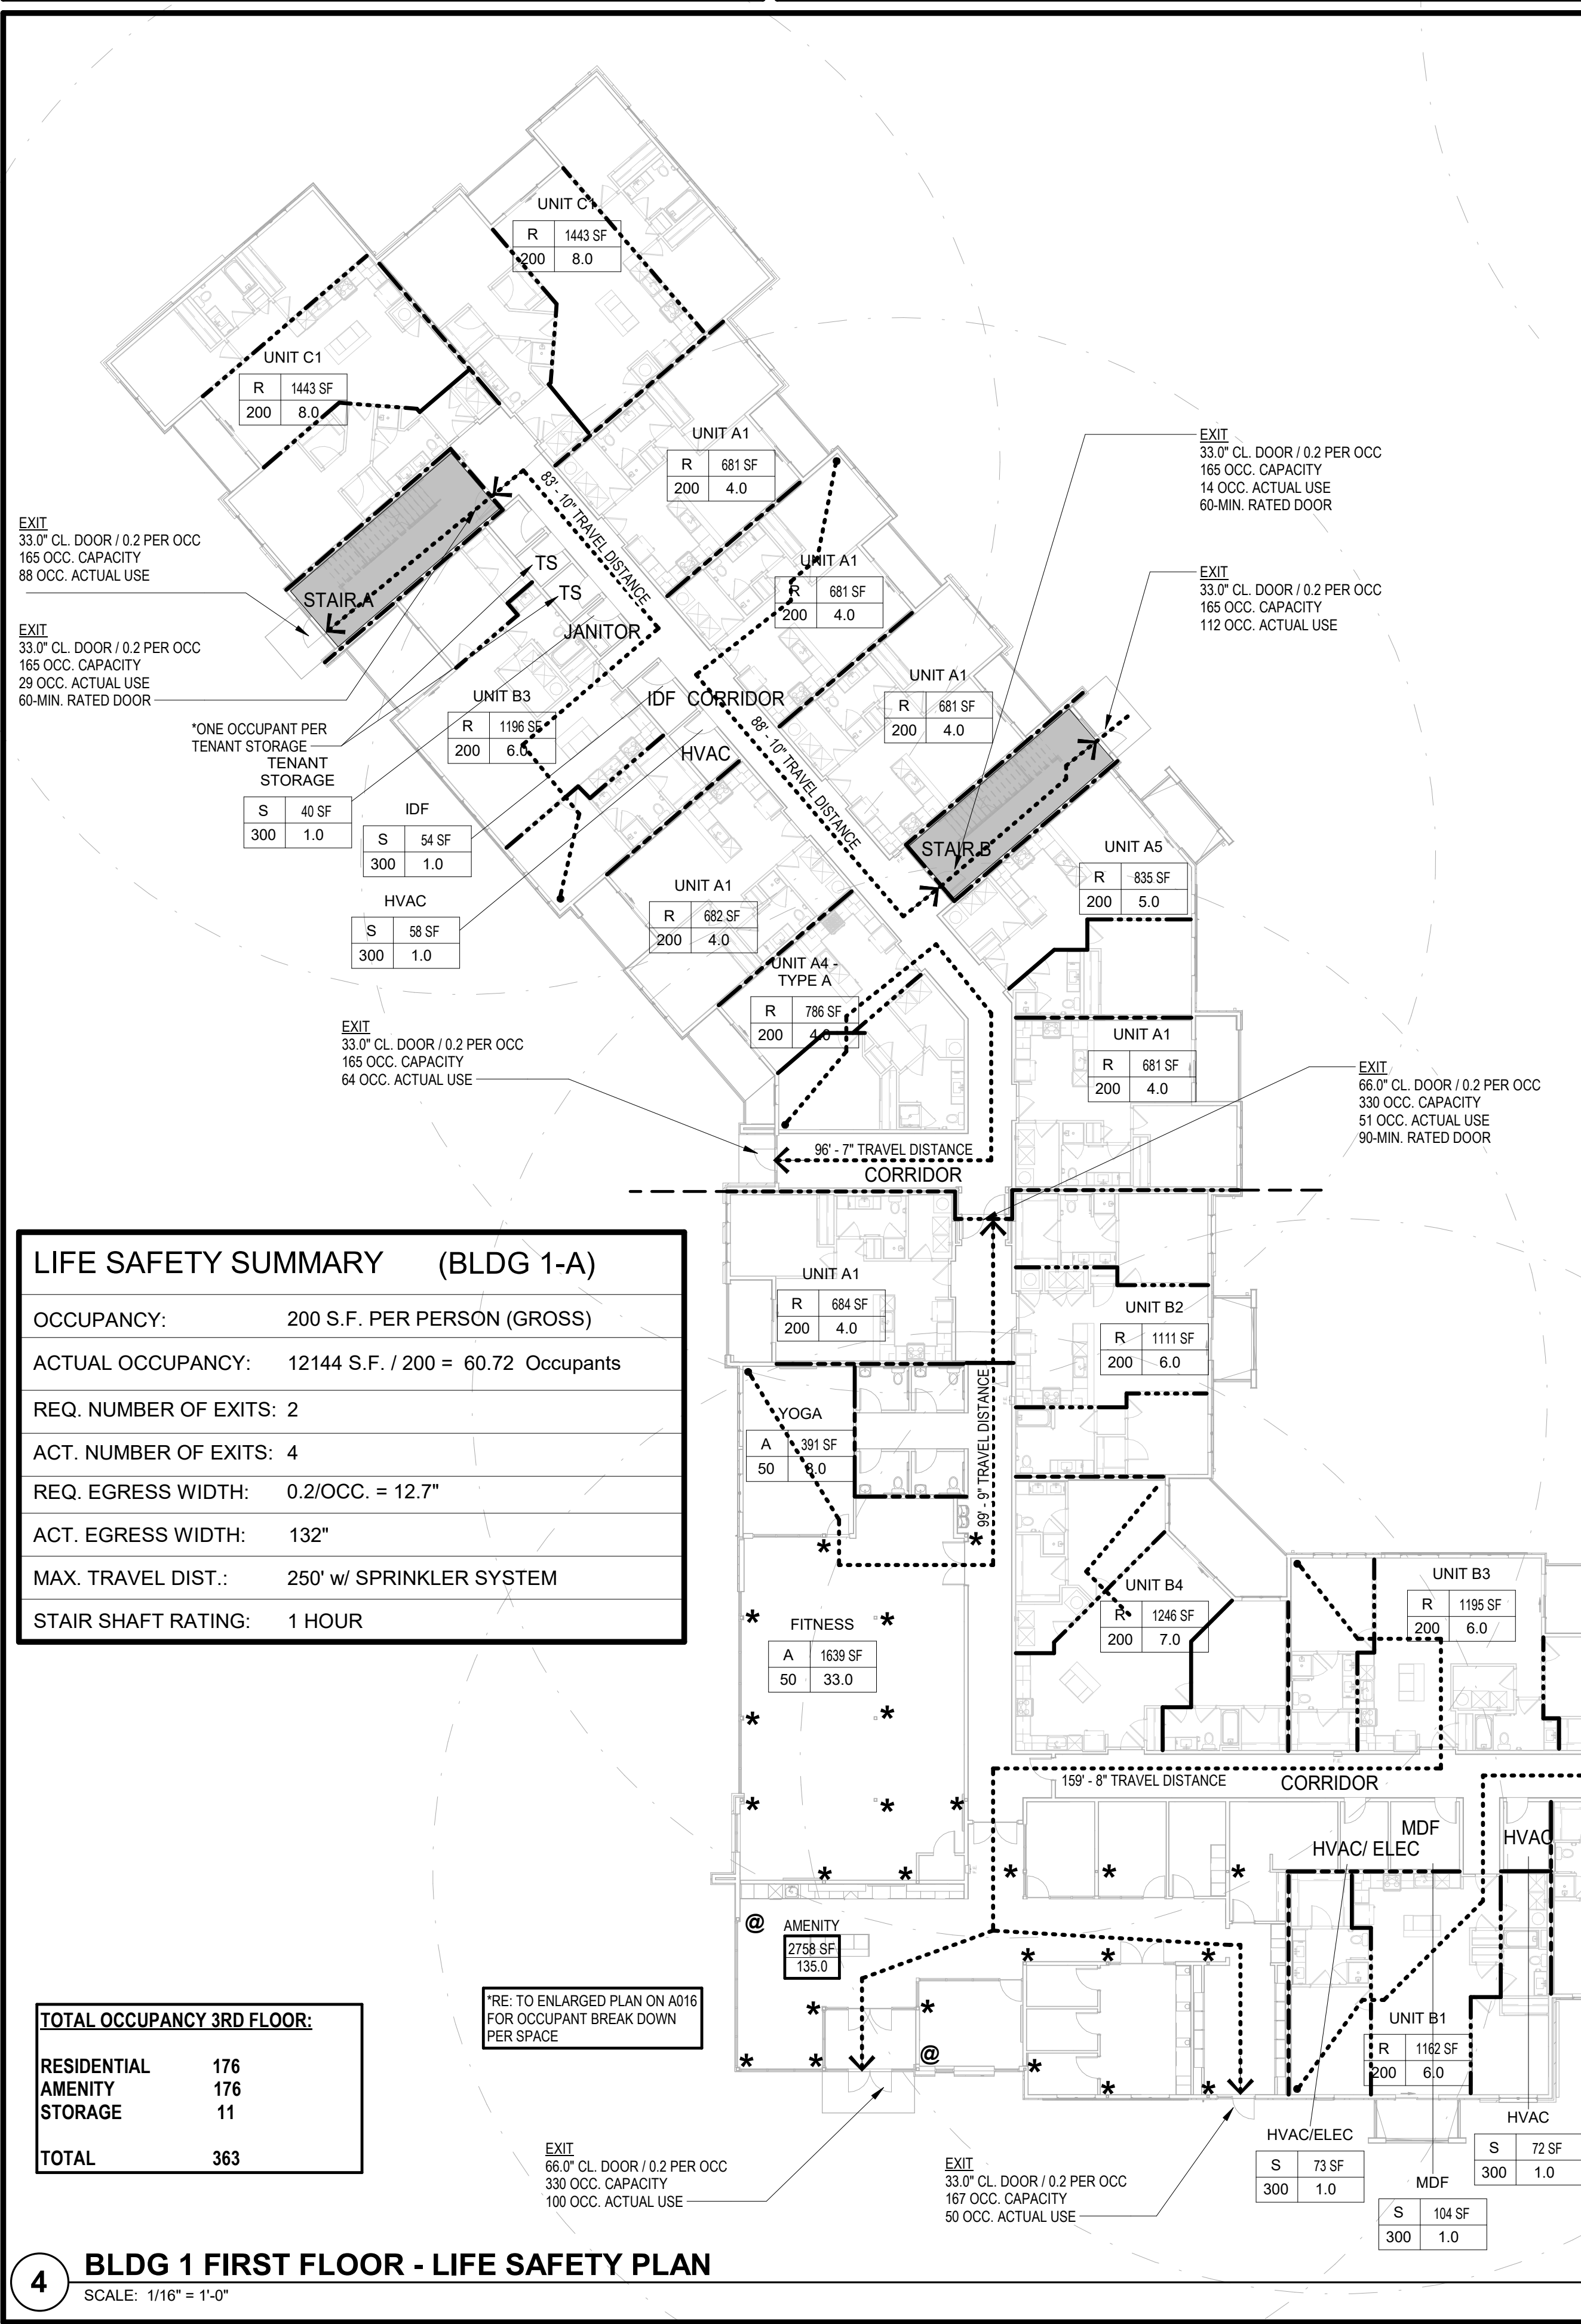 UNIT C1
R 1443 SF
200 8.0
UNIT C1
R 1443 SF
200 8.0
UNIT A1
R 681 SF
200 4.0
EXIT
33.0" CL. DOOR / 0.2 PER OCC
165 OCC. CAPACITY
14 OCC. ACTUAL USE
60-MIN. RATED DOOR
83' - 10" TRAVEL DISTANCE
EXIT
33.0" CL. DOOR / 0.2 PER OCC
165 OCC. CAPACITY
88 OCC. ACTUAL USE
STAIR A
TS
TS
JANITOR
UNIT A1
R 681 SF
200 4.0
EXIT
33.0" CL. DOOR / 0.2 PER OCC
165 OCC. CAPACITY
112 OCC. ACTUAL USE
EXIT
33.0" CL. DOOR / 0.2 PER OCC
165 OCC. CAPACITY
29 OCC. ACTUAL USE
60-MIN. RATED DOOR
UNIT B3
R 1196 SF
200 6.0
IDF CORRIDOR
HVAC
UNIT A1
R 681 SF
200 4.0
88' - 10" TRAVEL DISTANCE
*ONE OCCUPANT PER
TENANT STORAGE
TENANT
STORAGE
S 40 SF
300 1.0
IDF
S 54 SF
300 1.0
HVAC
S 58 SF
300 1.0
STAIR B
UNIT A5
R 835 SF
200 5.0
UNIT A1
R 682 SF
200 4.0
UNIT A4 -
TYPE A
R 786 SF
200 4.0
EXIT
33.0" CL. DOOR / 0.2 PER OCC
165 OCC. CAPACITY
64 OCC. ACTUAL USE
UNIT A1
R 681 SF
200 4.0
EXIT
66.0" CL. DOOR / 0.2 PER OCC
330 OCC. CAPACITY
51 OCC. ACTUAL USE
90-MIN. RATED DOOR
96' - 7" TRAVEL DISTANCE
CORRIDOR
LIFE SAFETY SUMMARY (BLDG 1-A)
OCCUPANCY: 200 S.F. PER PERSON (GROSS)
ACTUAL OCCUPANCY: 12144 S.F. / 200 = 60.72 Occupants
REQ. NUMBER OF EXITS: 2
ACT. NUMBER OF EXITS: 4
REQ. EGRESS WIDTH: 0.2/OCC. = 12.7"
ACT. EGRESS WIDTH: 132"
MAX. TRAVEL DIST.: 250' w/ SPRINKLER SYSTEM
STAIR SHAFT RATING: 1 HOUR
UNIT A1
R 684 SF
200 4.0
UNIT B2
R 1111 SF
200 6.0
99' - 9" TRAVEL DISTANCE
YOGA
A 391 SF
50 8.0
UNIT B4
R 1246 SF
200 7.0
UNIT B3
R 1195 SF
200 6.0
FITNESS
A 1639 SF
50 33.0
159' - 8" TRAVEL DISTANCE CORRIDOR
MDF
HVAC/ ELEC
HVAC
@ AMENITY
2758 SF
135.0
@
*RE: TO ENLARGED PLAN ON A016
FOR OCCUPANT BREAK DOWN
PER SPACE
UNIT B1
R 1162 SF
200 6.0
TOTAL OCCUPANCY 3RD FLOOR:
RESIDENTIAL 176
AMENITY 176
STORAGE 11
TOTAL 363
EXIT
66.0" CL. DOOR / 0.2 PER OCC
330 OCC. CAPACITY
100 OCC. ACTUAL USE
EXIT
33.0" CL. DOOR / 0.2 PER OCC
167 OCC. CAPACITY
50 OCC. ACTUAL USE
HVAC/ELEC
S 73 SF
300 1.0
MDF
S 104 SF
300 1.0
HVAC
S 72 SF
300 1.0
4 BLDG 1 FIRST FLOOR - LIFE SAFETY PLAN
SCALE: 1/16" = 1'-0"